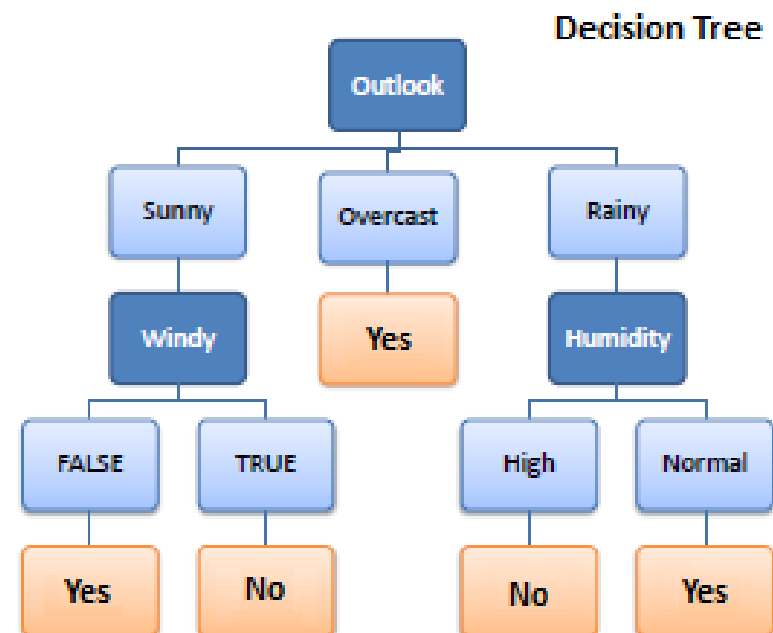 Decision Tree
Outlook
Sunny
Overcast
Rainy
Windy
Yes
Humidity
FALSE
TRUE
High
Normal
Yes
No
No
Yes